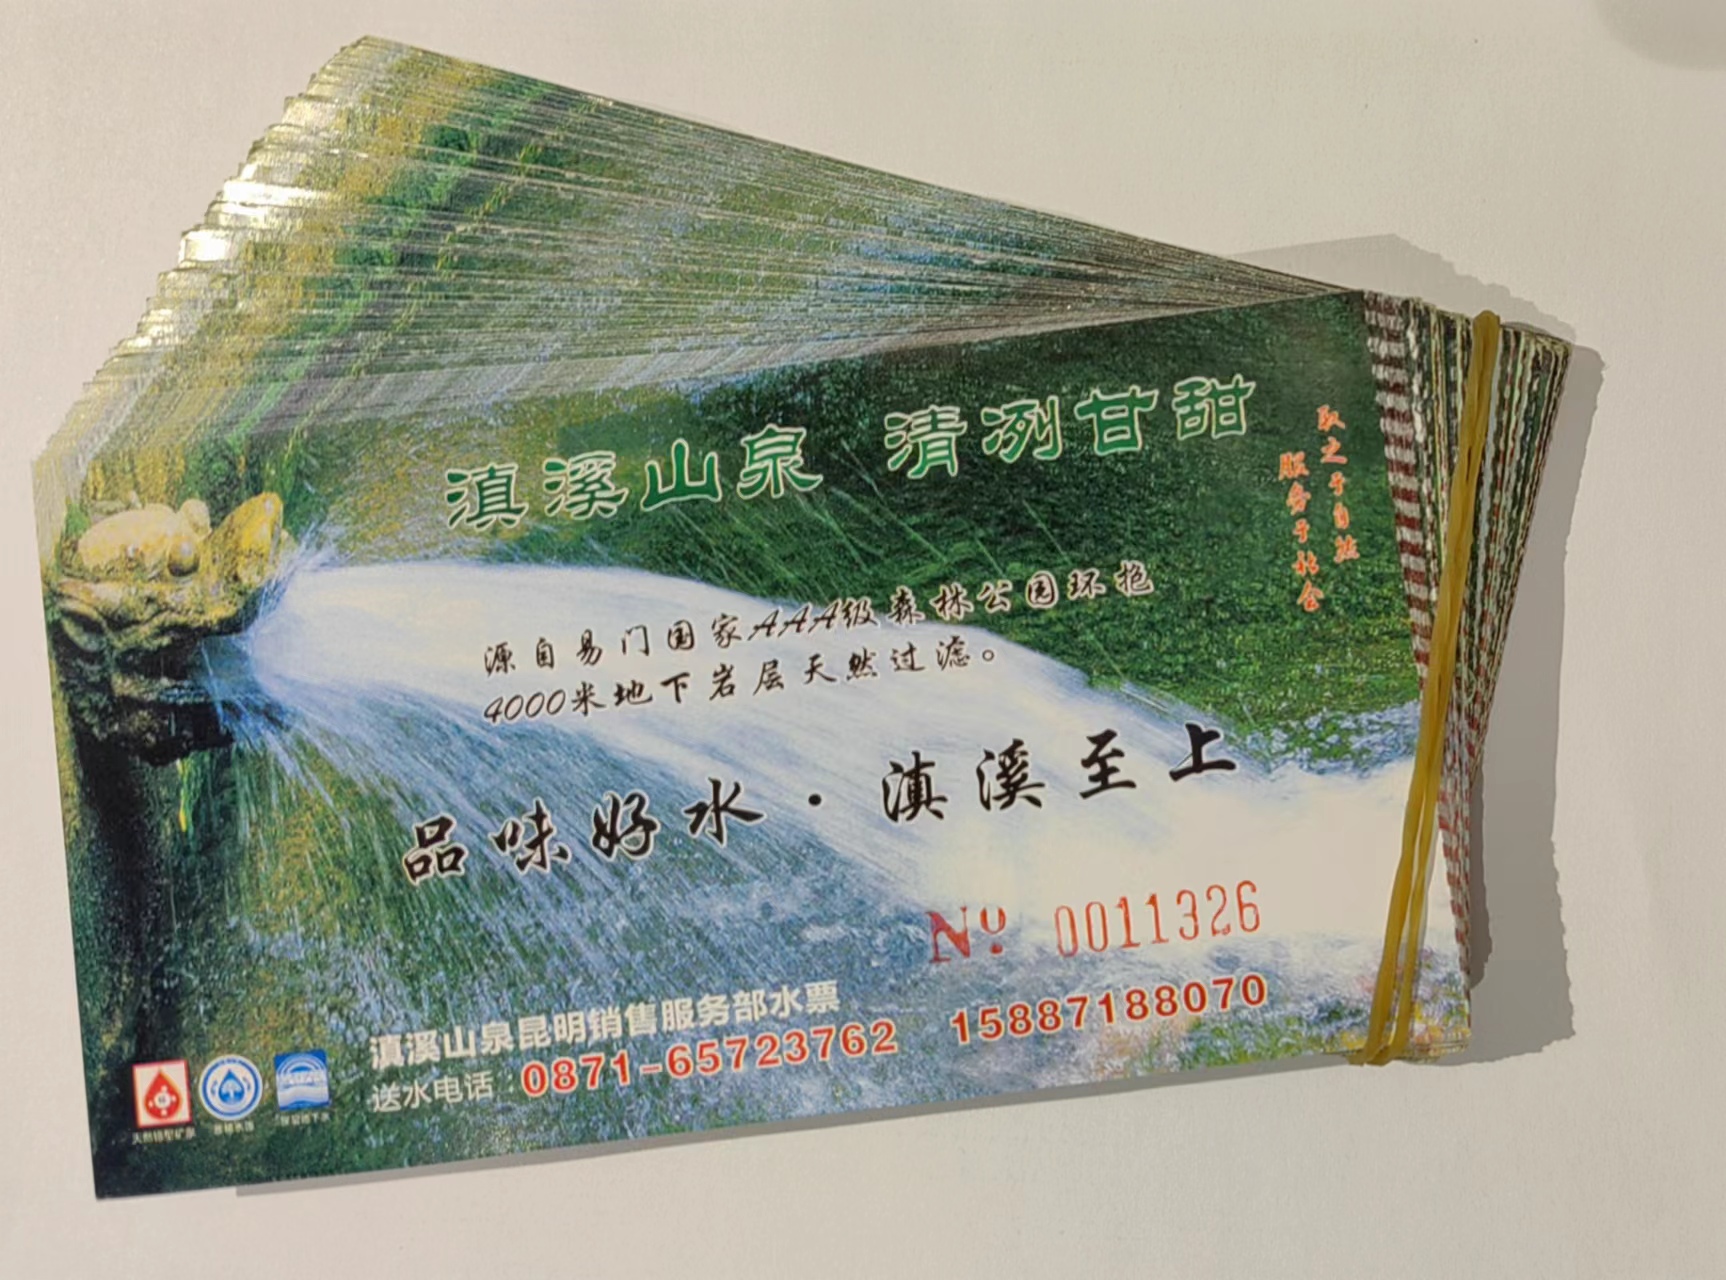 滇溪山泉 清冽甘甜
取之于自然
服务于社会
源自易门国家AAA级森林公园环抱
4000米地下岩层天然过滤。
品味好水·滇溪至上
Nº 0011326
滇溪山泉昆明销售服务部水票
送水电话:0871-65723762 15887188070